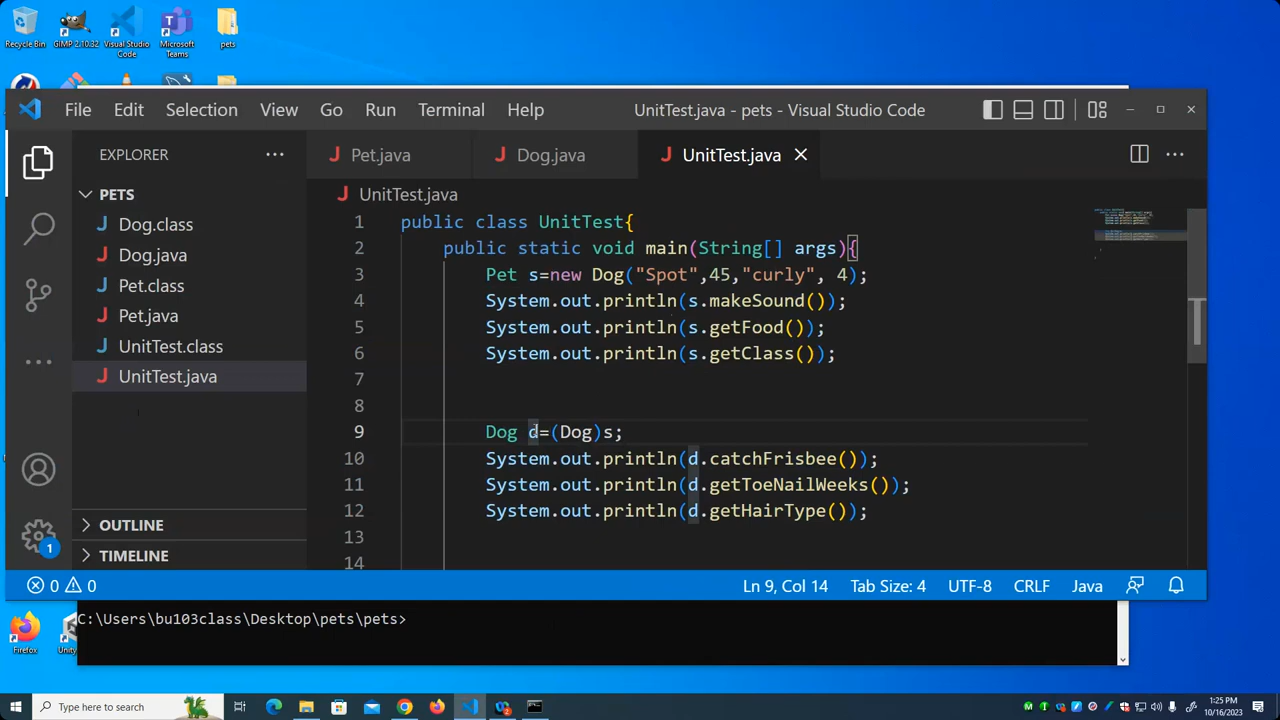 Recycle Bin
GIMP 2.10.32
Visual Studio Code
Microsoft Teams
pets
File Edit Selection View Go Run Terminal Help
UnitTest.java - pets - Visual Studio Code
EXPLORER
PETS
Dog.class
Dog.java
Pet.class
Pet.java
UnitTest.class
UnitTest.java
OUTLINE
TIMELINE
1
Pet.java Dog.java UnitTest.java
UnitTest.java
1 public class UnitTest{
2 public static void main(String[] args){
3 Pet s=new Dog("Spot",45,"curly", 4);
4 System.out.println(s.makeSound());
5 System.out.println(s.getFood());
6 System.out.println(s.getClass());
7
8
9 Dog d=(Dog)s;
10 System.out.println(d.catchFrisbee());
11 System.out.println(d.getToeNailWeeks());
12 System.out.println(d.getHairType());
13
14
0 0 Ln 9, Col 14 Tab Size: 4 UTF-8 CRLF Java
C:\Users\bu103class\Desktop\pets\pets>
Firefox
Type here to search
1:25 PM
10/16/2023